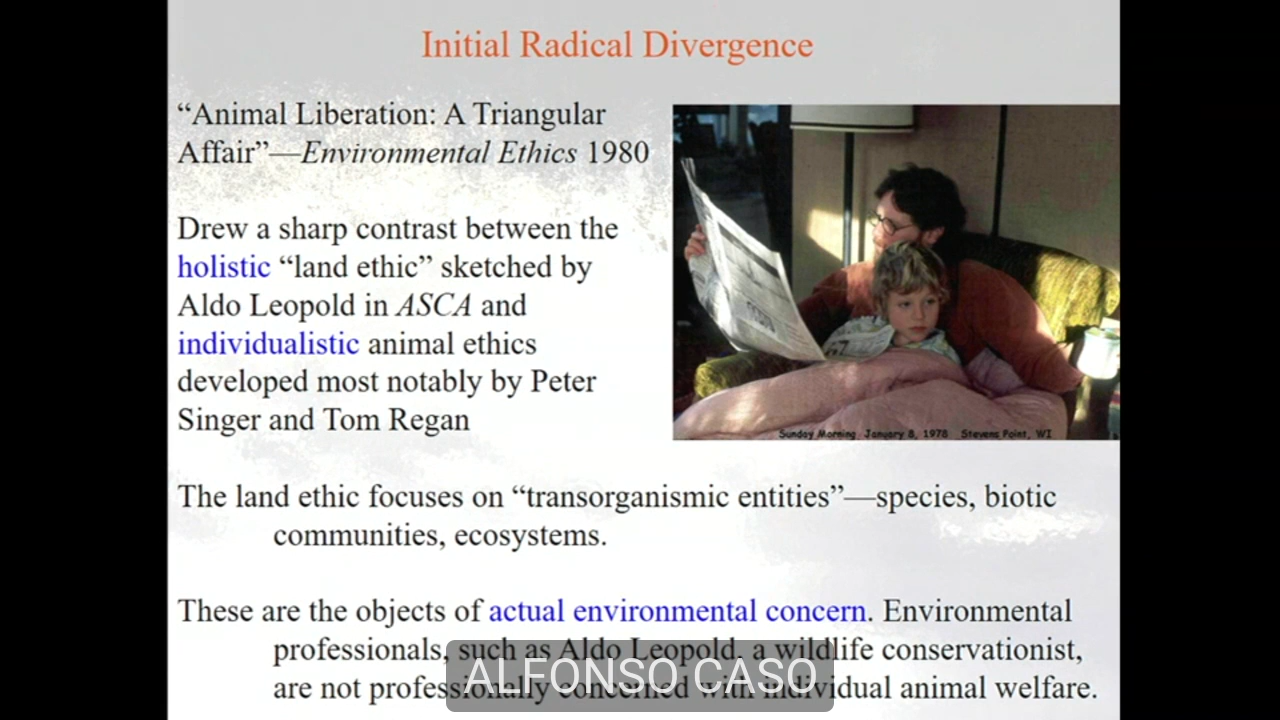 Initial Radical Divergence
“Animal Liberation: A Triangular
Affair”—Environmental Ethics 1980
Drew a sharp contrast between the
holistic “land ethic” sketched by
Aldo Leopold in ASCA and
individualistic animal ethics
developed most notably by Peter
Singer and Tom Regan
Sunday Morning, January 8, 1978 Stevens Point, WI
The land ethic focuses on “transorganismic entities”—species, biotic
communities, ecosystems.
These are the objects of actual environmental concern. Environmental
professionals, such as Aldo Leopold, a wildlife conservationist,
are not professionally concerned with individual animal welfare.
ALFONSO CASO